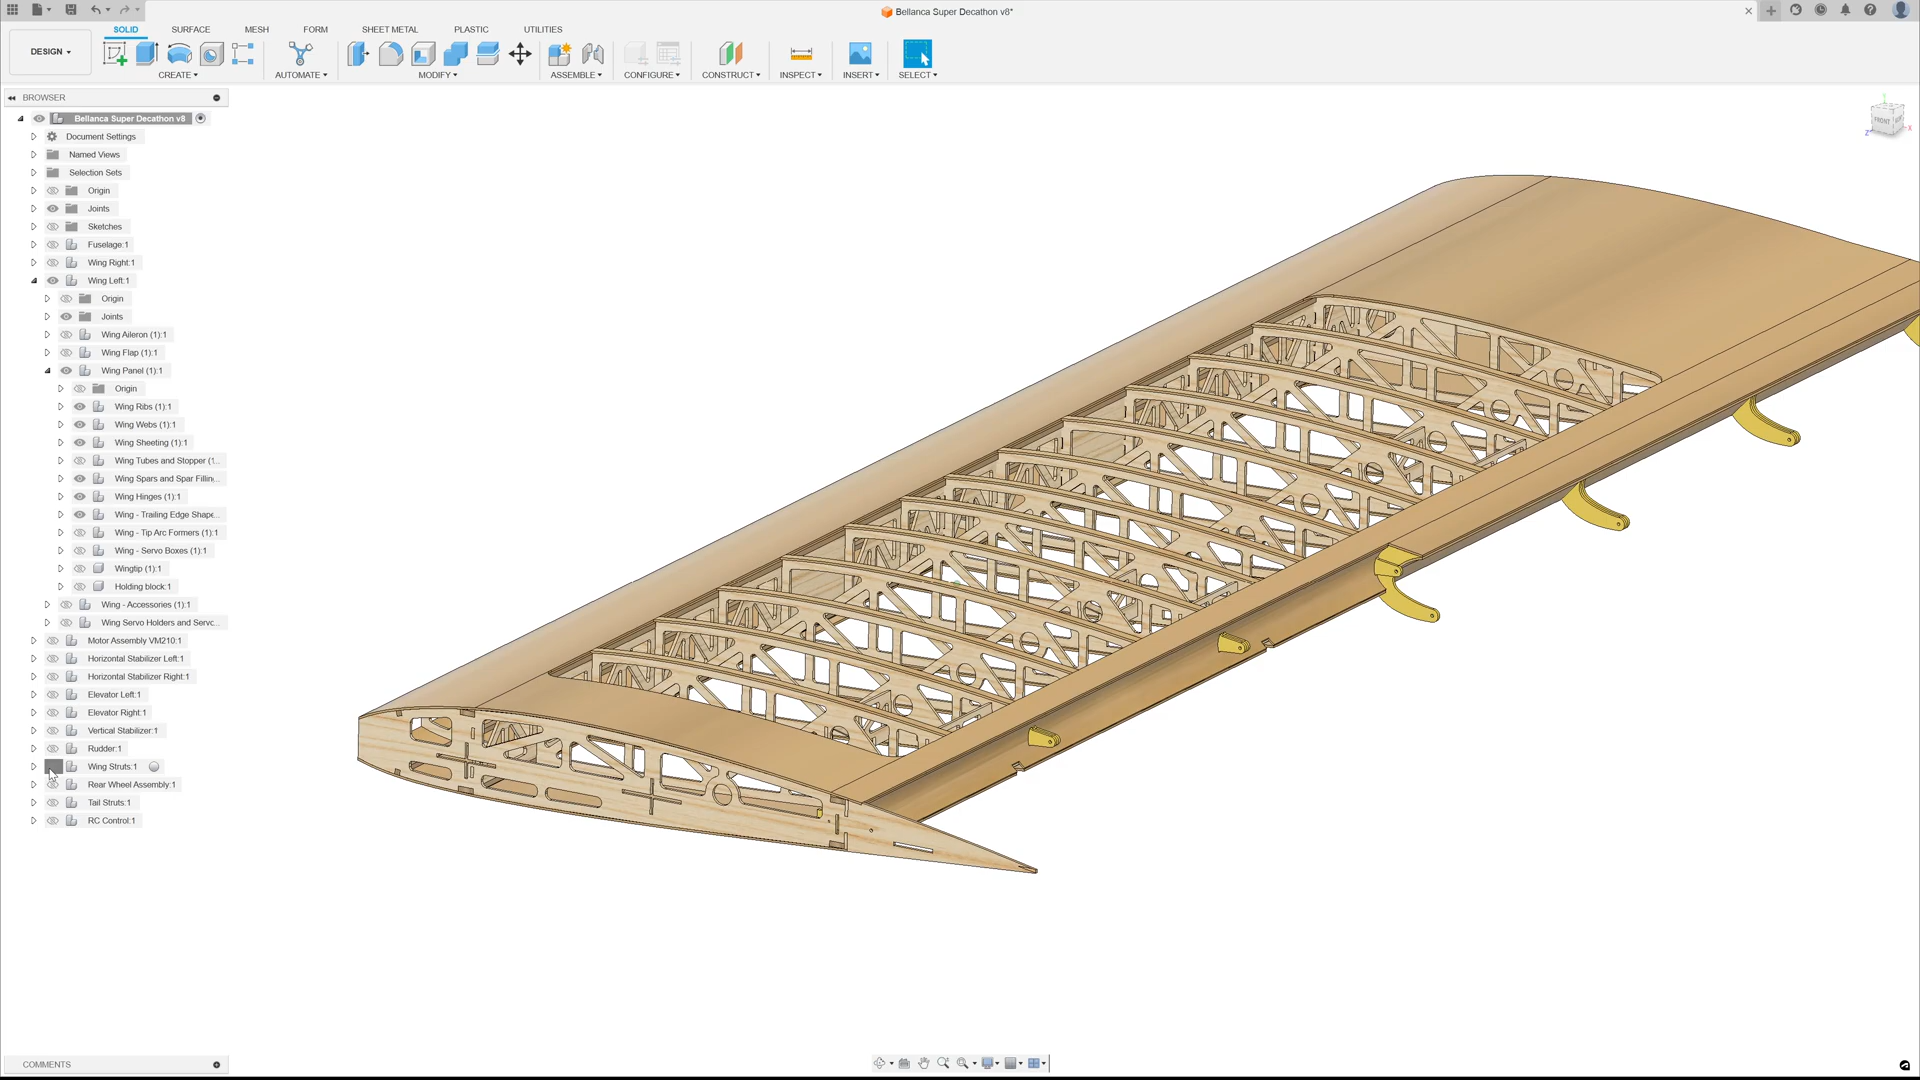 Bellanca Super Decathon v8*
SOLID SURFACE MESH FORM SHEET METAL PLASTIC UTILITIES
DESIGN
CREATE AUTOMATE MODIFY ASSEMBLE CONFIGURE CONSTRUCT INSPECT INSERT SELECT
BROWSER
Bellanca Super Decathon v8
Document Settings
Named Views
Selection Sets
Origin
Joints
Sketches
Fuselage:1
Wing Right:1
Wing Left:1
Origin
Joints
Wing Aileron (1):1
Wing Flap (1):1
Wing Panel (1):1
Origin
Wing Ribs (1):1
Wing Webs (1):1
Wing Sheeting (1):1
Wing Tubes and Stopper (1...
Wing Spars and Spar Fillin...
Wing Hinges (1):1
Wing - Trailing Edge Shape...
Wing - Tip Arc Formers (1):1
Wing - Servo Boxes (1):1
Wingtip (1):1
Holding block:1
Wing - Accessories (1):1
Wing Servo Holders and Servo...
Motor Assembly VM210:1
Horizontal Stabilizer Left:1
Horizontal Stabilizer Right:1
Elevator Left:1
Elevator Right:1
Vertical Stabilizer:1
Rudder:1
Wing Struts:1
Rear Wheel Assembly:1
Tail Struts:1
RC Control:1
FRONT
Z
X
COMMENTS